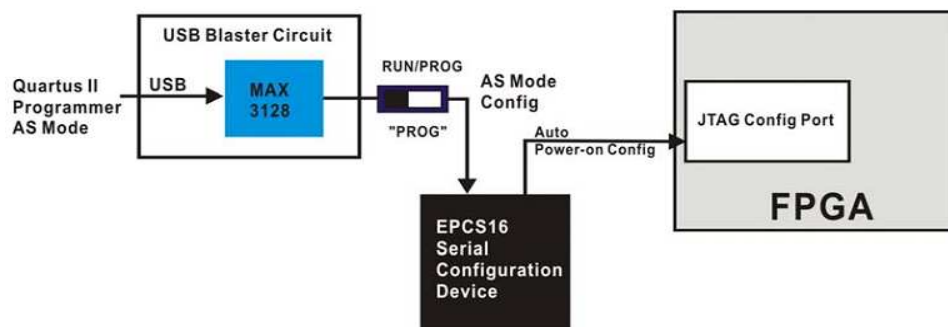 USB Blaster Circuit
Quartus II
Programmer
AS Mode
USB
MAX
3128
RUN/PROG
"PROG"
AS Mode
Config
Auto
Power-on Config
JTAG Config Port
FPGA
EPCS16
Serial
Configuration
Device